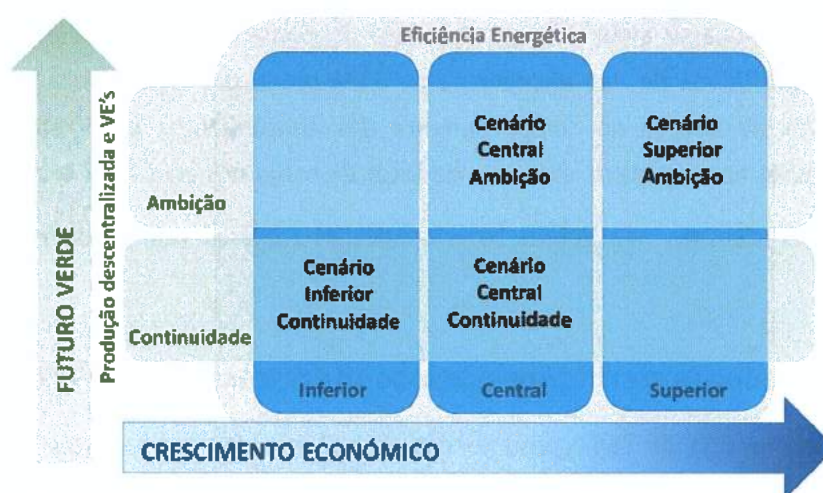 Eficiência Energética
FUTURO VERDE
Produção descentralizada e VE's
Ambição
Cenário
Central
Ambição
Cenário
Superior
Ambição
Continuidade
Cenário
Inferior
Continuidade
Cenário
Central
Continuidade
Inferior
Central
Superior
CRESCIMENTO ECONÓMICO